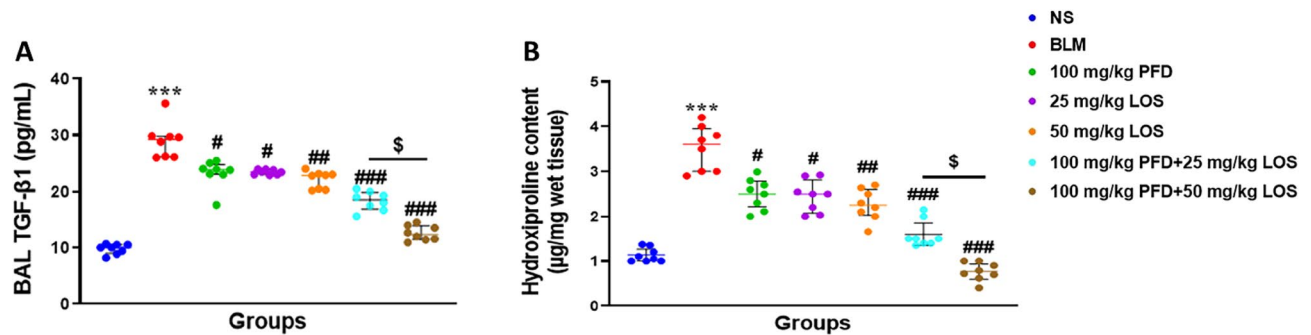 A
BAL TGF-β1 (pg/mL)
40
30
20
10
0
***
#
#
##
###
$
###
Groups
B
Hydroxiproline content
(µg/mg wet tissue)
5
4
3
2
1
0
***
#
#
##
###
$
###
Groups
NS
BLM
100 mg/kg PFD
25 mg/kg LOS
50 mg/kg LOS
100 mg/kg PFD+25 mg/kg LOS
100 mg/kg PFD+50 mg/kg LOS